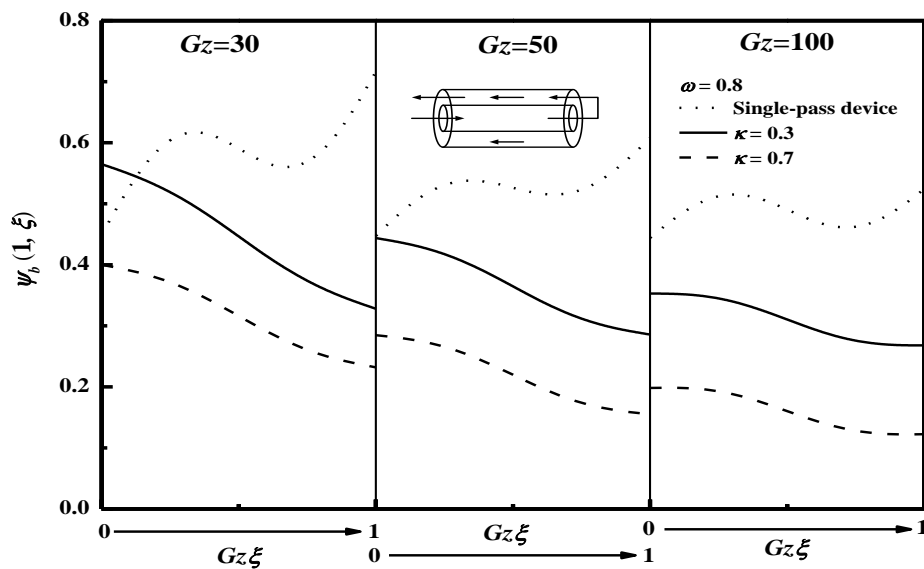 0.8
0.6
0.4
0.2
0.0
ψb (1, ξ)
Gz=30
Gz=50
Gz=100
ω = 0.8
Single-pass device
κ = 0.3
κ = 0.7
0 1
Gzξ
0 1
Gzξ
0 1
Gzξ